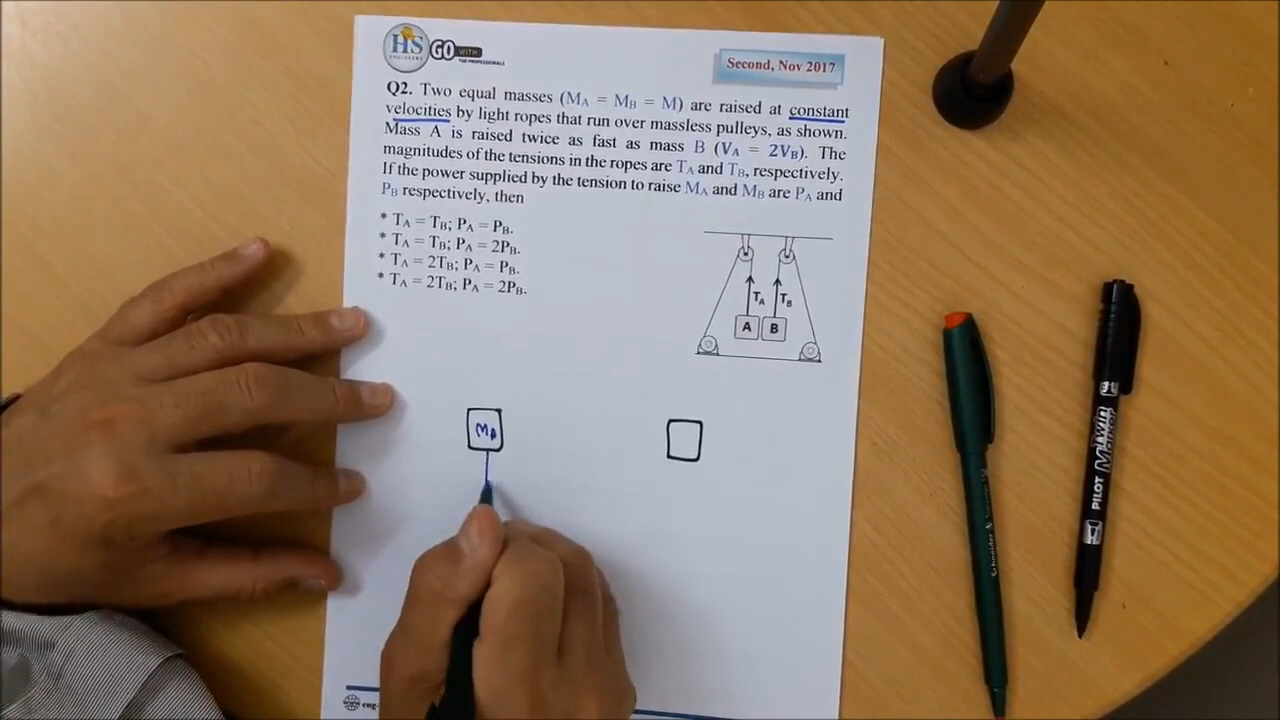 HS
ENGINEERS
GO WITH
THE PROFESSIONALS
Second, Nov 2017
Q2. Two equal masses (MA = MB = M) are raised at constant
velocities by light ropes that run over massless pulleys, as shown.
Mass A is raised twice as fast as mass B (VA = 2VB). The
magnitudes of the tensions in the ropes are TA and TB, respectively.
If the power supplied by the tension to raise MA and MB are PA and
PB respectively, then
* TA = TB; PA = PB.
* TA = TB; PA = 2PB.
* TA = 2TB; PA = PB.
* TA = 2TB; PA = 2PB.
TA TB
A B
PILOT TWIN Marker
Schneider
eng-